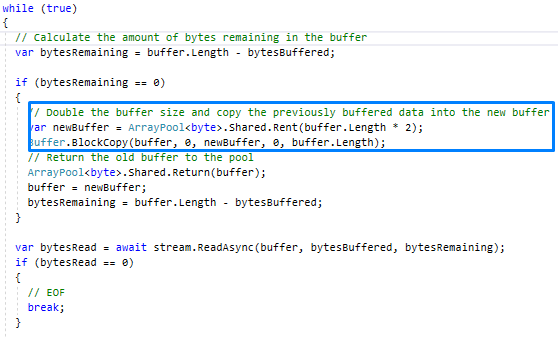 while (true)
{
// Calculate the amount of bytes remaining in the buffer
var bytesRemaining = buffer.Length - bytesBuffered;
if (bytesRemaining == 0)
{
// Double the buffer size and copy the previously buffered data into the new buffer
var newBuffer = ArrayPool<byte>.Shared.Rent(buffer.Length * 2);
Buffer.BlockCopy(buffer, 0, newBuffer, 0, buffer.Length);
// Return the old buffer to the pool
ArrayPool<byte>.Shared.Return(buffer);
buffer = newBuffer;
bytesRemaining = buffer.Length - bytesBuffered;
}
var bytesRead = await stream.ReadAsync(buffer, bytesBuffered, bytesRemaining);
if (bytesRead == 0)
{
// EOF
break;
}